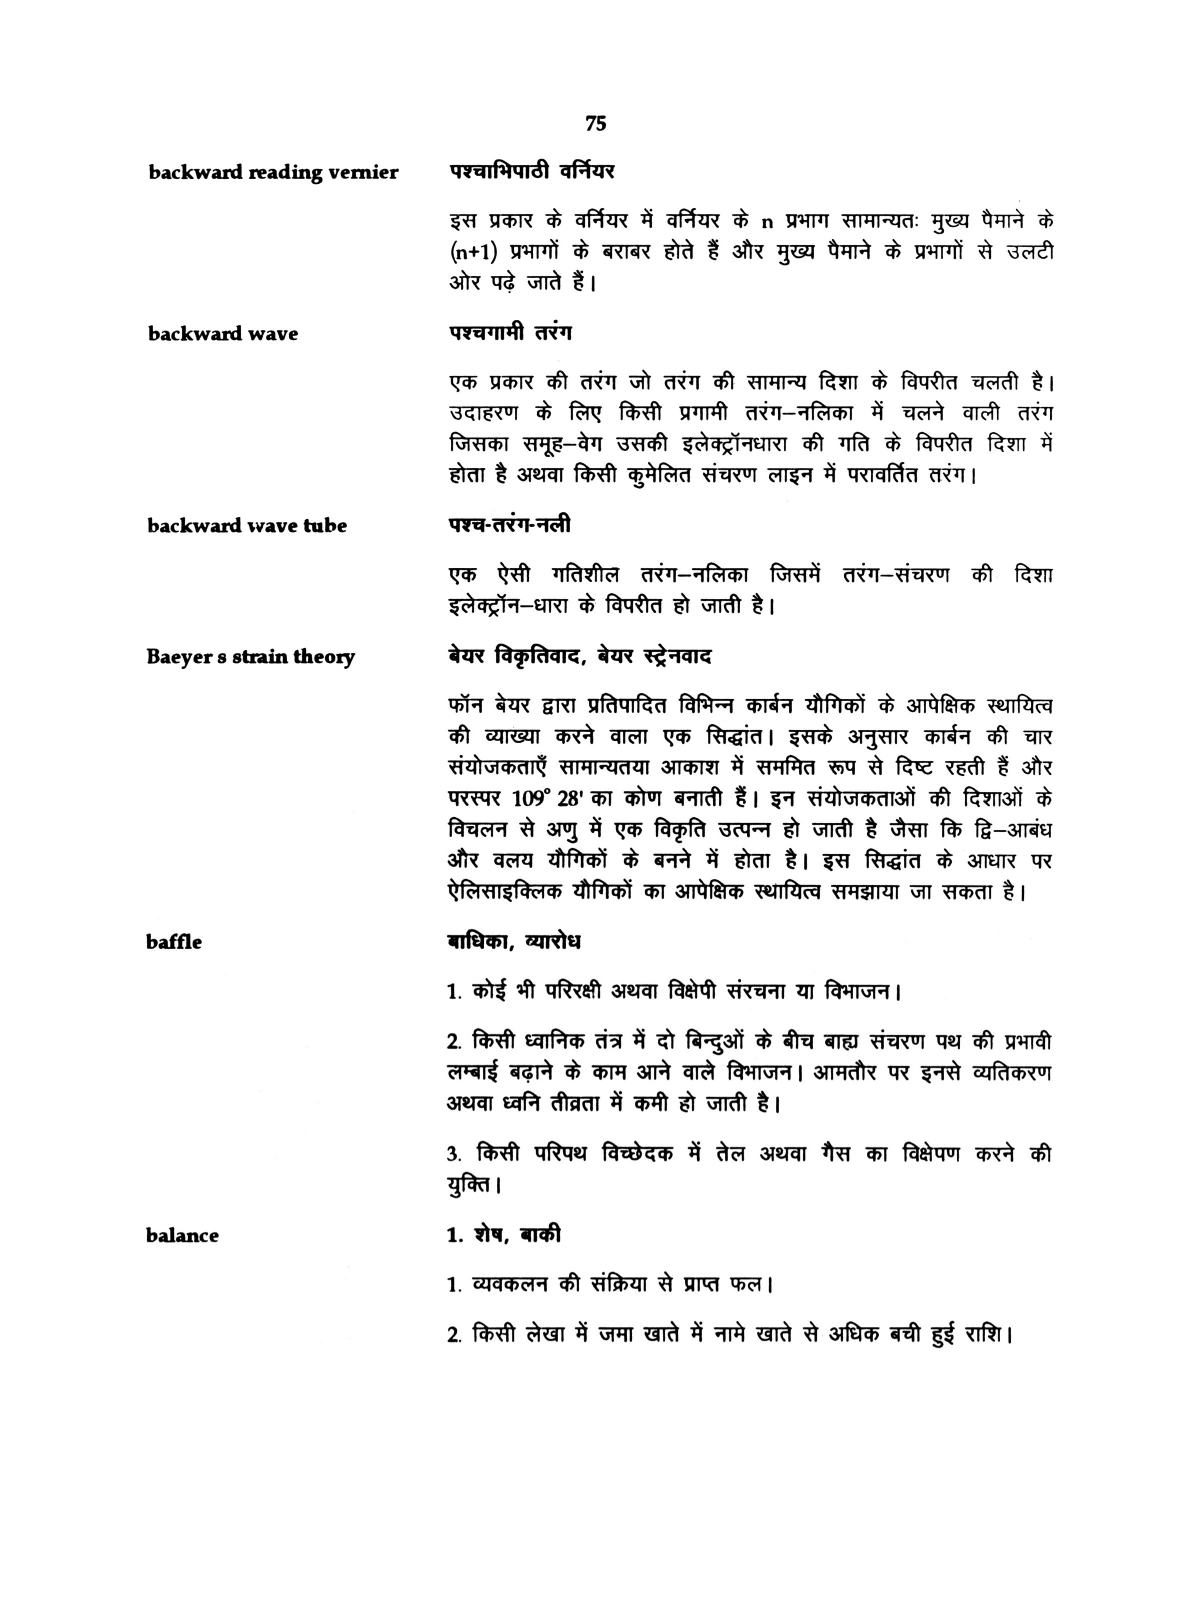 75
backward reading vernier पश्चाभिपाठी वर्नियर
इस प्रकार के वर्नियर में वर्नियर के n प्रभाग सामान्यतः मुख्य पैमाने के
(n+1) प्रभागों के बराबर होते हैं और मुख्य पैमाने के प्रभागों से उलटी
ओर पढ़े जाते हैं।
backward wave पश्चगामी तरंग
एक प्रकार की तरंग जो तरंग की सामान्य दिशा के विपरीत चलती है।
उदाहरण के लिए किसी प्रगामी तरंग–नलिका में चलने वाली तरंग
जिसका समूह–वेग उसकी इलेक्ट्रॉनधारा की गति के विपरीत दिशा में
होता है अथवा किसी कुमेलित संचरण लाइन में परावर्तित तरंग।
backward wave tube पश्च-तरंग-नली
एक ऐसी गतिशील तरंग–नलिका जिसमें तरंग–संचरण की दिशा
इलेक्ट्रॉन–धारा के विपरीत हो जाती है।
Baeyer s strain theory बेयर विकृतिवाद, बेयर स्ट्रेनवाद
फॉन बेयर द्वारा प्रतिपादित विभिन्न कार्बन यौगिकों के आपेक्षिक स्थायित्व
की व्याख्या करने वाला एक सिद्धांत। इसके अनुसार कार्बन की चार
संयोजकताएँ सामान्यतया आकाश में सममित रूप से दिष्ट रहती हैं और
परस्पर 109° 28' का कोण बनाती हैं। इन संयोजकताओं की दिशाओं के
विचलन से अणु में एक विकृति उत्पन्न हो जाती है जैसा कि द्वि–आबंध
और वलय यौगिकों के बनने में होता है। इस सिद्धांत के आधार पर
ऐलिसाइक्लिक यौगिकों का आपेक्षिक स्थायित्व समझाया जा सकता है।
baffle बाधिका, व्यारोध
1. कोई भी परिरक्षी अथवा विक्षेपी संरचना या विभाजन।
2. किसी ध्वानिक तंत्र में दो बिन्दुओं के बीच बाह्य संचरण पथ की प्रभावी
लम्बाई बढ़ाने के काम आने वाले विभाजन। आमतौर पर इनसे व्यतिकरण
अथवा ध्वनि तीव्रता में कमी हो जाती है।
3. किसी परिपथ विच्छेदक में तेल अथवा गैस का विक्षेपण करने की
युक्ति।
balance 1. शेष, बाकी
1. व्यवकलन की संक्रिया से प्राप्त फल।
2. किसी लेखा में जमा खाते में नामे खाते से अधिक बची हुई राशि।